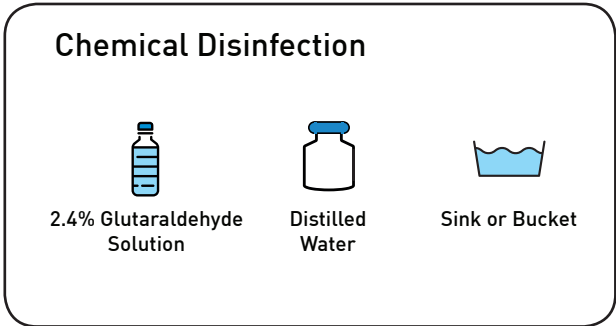 Chemical Disinfection
2.4% Glutaraldehyde
Solution
Distilled
Water
Sink or Bucket